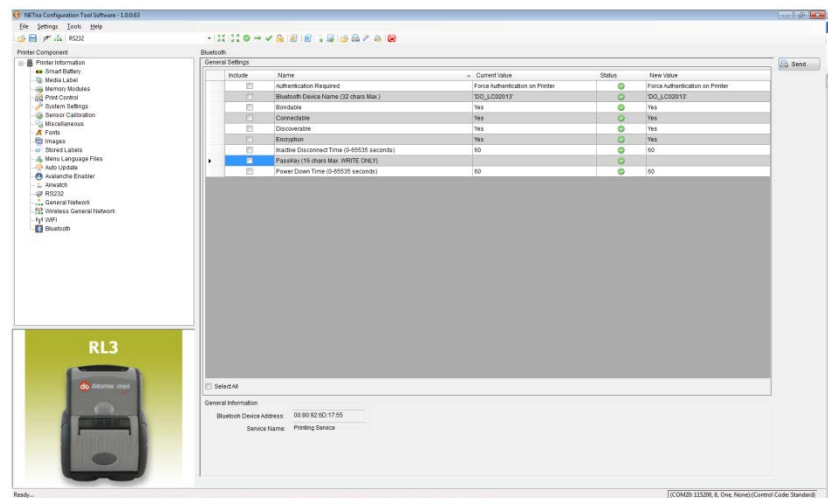 NETira Configuration Tool Software - 1.0.0.63
File Settings Tools Help
RS232
Printer Component
Printer Information
Smart Battery
Media Label
Memory Modules
Print Control
System Settings
Sensor Calibration
Miscellaneous
Fonts
Images
Stored Labels
Menu Language Files
Auto Update
Avalanche Enabler
Airwatch
RS232
General Network
Wireless General Network
WIFI
Bluetooth
Bluetooth
General Settings
Send
Include Name Current Value Status New Value
Authentication Required Force Authentication on Printer Force Authentication on Printer
Bluetooth Device Name (32 chars Max.) 'DO_LC02013' 'DO_LC02013'
Bondable Yes Yes
Connectable Yes Yes
Discoverable Yes Yes
Encryption Yes Yes
Inactive Disconnect Time (0-65535 seconds) 60 60
PassKey (16 chars Max. WRITE ONLY)
Power Down Time (0-65535 seconds) 60 60
Select All
General Information
Bluetooth Device Address: 00:80:92:6D:17:55
Service Name: Printing Service
RL3
datamax oneil
Ready...
(COM20: 115200, 8, One, None);(Control Code: Standard)